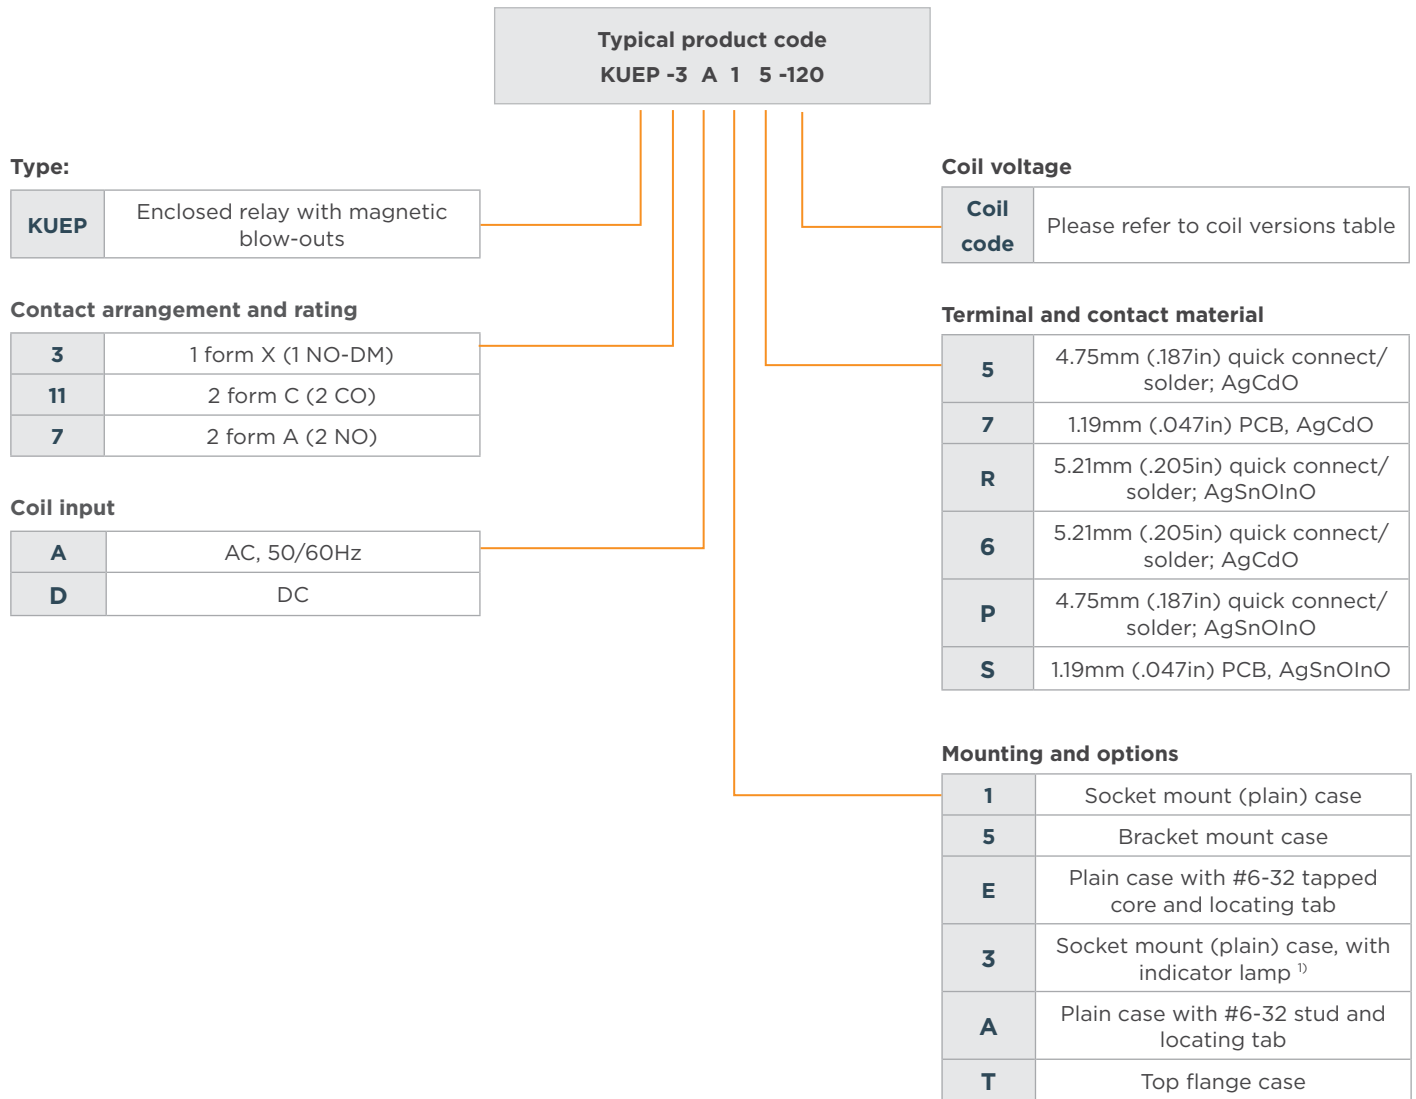 Typical product code
KUEP -3 A 1 5 -120
Type:
KUEP
Enclosed relay with magnetic
blow-outs
Contact arrangement and rating
3 1 form X (1 NO-DM)
11 2 form C (2 CO)
7 2 form A (2 NO)
Coil input
A AC, 50/60Hz
D DC
Coil voltage
Coil
code
Please refer to coil versions table
Terminal and contact material
5
4.75mm (.187in) quick connect/
solder; AgCdO
7 1.19mm (.047in) PCB, AgCdO
R
5.21mm (.205in) quick connect/
solder; AgSnOInO
6
5.21mm (.205in) quick connect/
solder; AgCdO
P
4.75mm (.187in) quick connect/
solder; AgSnOInO
S 1.19mm (.047in) PCB, AgSnOInO
Mounting and options
1 Socket mount (plain) case
5 Bracket mount case
E
Plain case with #6-32 tapped
core and locating tab
3
Socket mount (plain) case, with
indicator lamp 1)
A
Plain case with #6-32 stud and
locating tab
T Top flange case